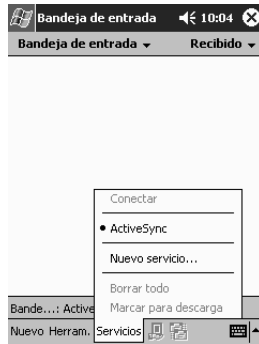 Bandeja de entrada 10:04
Bandeja de entrada Recibido
Conectar
ActiveSync
Nuevo servicio...
Borrar todo
Marcar para descarga
Bande...: Active
Nuevo Herram. Servicios